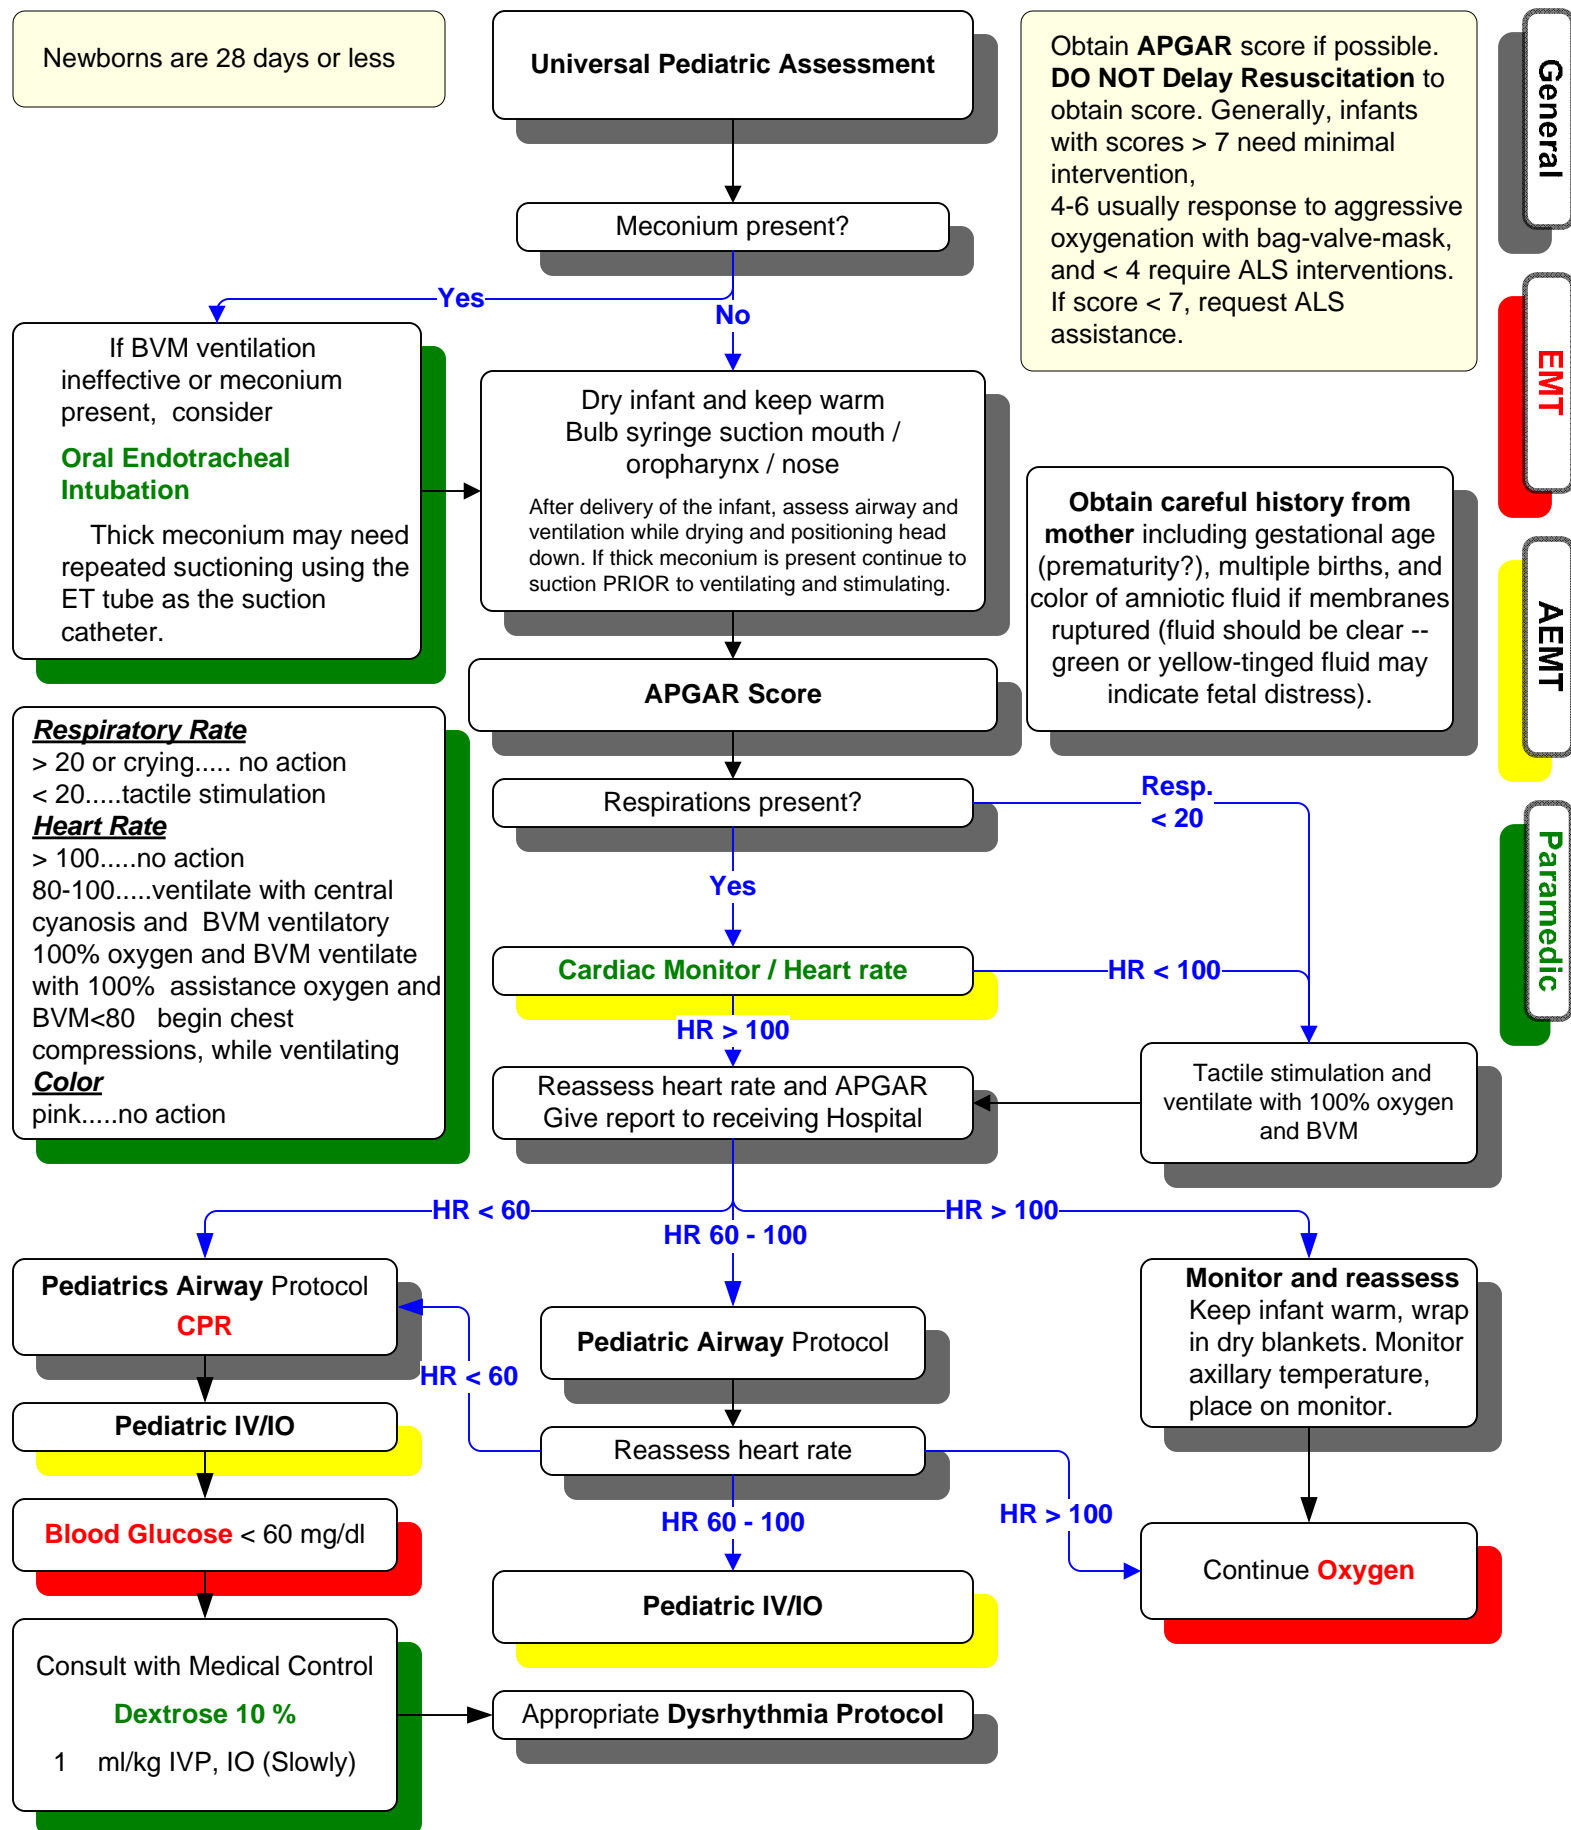 Newborns are 28 days or less
Universal Pediatric Assessment
Obtain APGAR score if possible.
DO NOT Delay Resuscitation to
obtain score. Generally, infants
with scores > 7 need minimal
intervention,
4-6 usually response to aggressive
oxygenation with bag-valve-mask,
and < 4 require ALS interventions.
If score < 7, request ALS
assistance.
General
EMT
AEMT
Paramedic
Meconium present?
Yes
No
If BVM ventilation
ineffective or meconium
present, consider
Oral Endotracheal
Intubation
Thick meconium may need
repeated suctioning using the
ET tube as the suction
catheter.
Dry infant and keep warm
Bulb syringe suction mouth /
oropharynx / nose
After delivery of the infant, assess airway and
ventilation while drying and positioning head
down. If thick meconium is present continue to
suction PRIOR to ventilating and stimulating.
Obtain careful history from
mother including gestational age
(prematurity?), multiple births, and
color of amniotic fluid if membranes
ruptured (fluid should be clear --
green or yellow-tinged fluid may
indicate fetal distress).
APGAR Score
Respiratory Rate
> 20 or crying..... no action
< 20.....tactile stimulation
Heart Rate
> 100.....no action
80-100.....ventilate with central
cyanosis and BVM ventilatory
100% oxygen and BVM ventilate
with 100% assistance oxygen and
BVM<80 begin chest
compressions, while ventilating
Color
pink.....no action
Respirations present?
Resp.
< 20
Yes
Cardiac Monitor / Heart rate
HR < 100
HR > 100
Reassess heart rate and APGAR
Give report to receiving Hospital
Tactile stimulation and
ventilate with 100% oxygen
and BVM
HR < 60
HR 60 - 100
HR > 100
Pediatrics Airway Protocol
CPR
Pediatric Airway Protocol
Monitor and reassess
Keep infant warm, wrap
in dry blankets. Monitor
axillary temperature,
place on monitor.
HR < 60
Pediatric IV/IO
Reassess heart rate
HR 60 - 100
HR > 100
Blood Glucose < 60 mg/dl
Continue Oxygen
Pediatric IV/IO
Consult with Medical Control
Dextrose 10 %
1 ml/kg IVP, IO (Slowly)
Appropriate Dysrhythmia Protocol